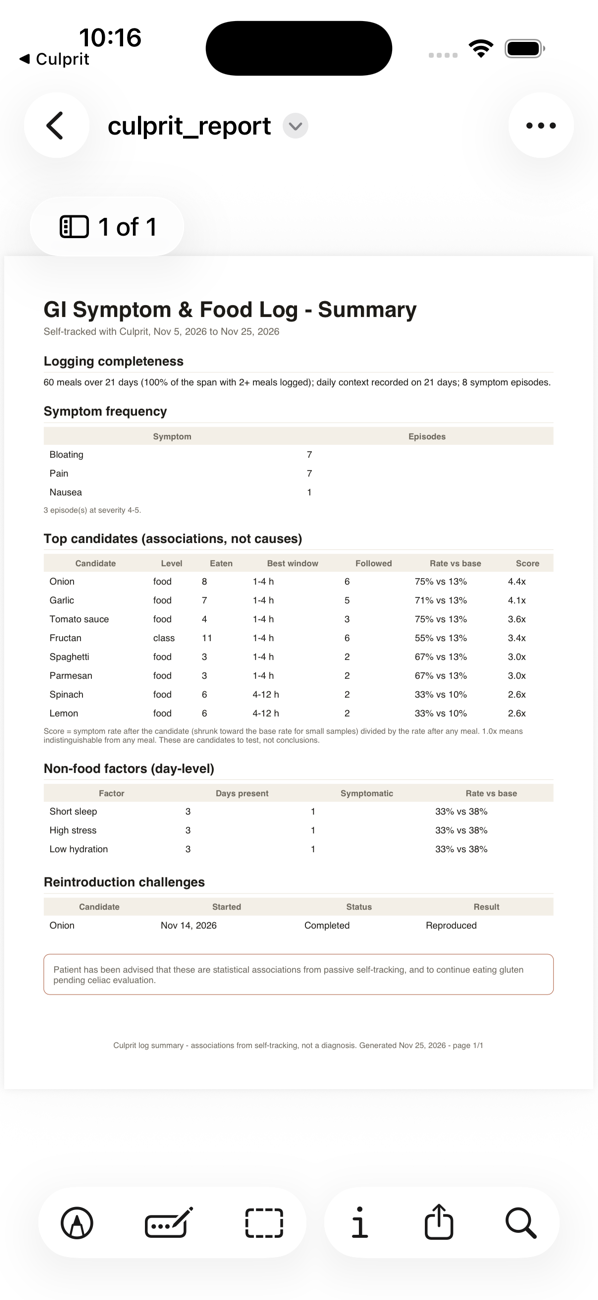 10:16
◀ Culprit
culprit_report
1 of 1
GI Symptom & Food Log - Summary
Self-tracked with Culprit, Nov 5, 2026 to Nov 25, 2026
Logging completeness
60 meals over 21 days (100% of the span with 2+ meals logged); daily context recorded on 21 days; 8 symptom episodes.
Symptom frequency
Symptom Episodes
Bloating 7
Pain 7
Nausea 1
3 episode(s) at severity 4-5.
Top candidates (associations, not causes)
Candidate Level Eaten Best window Followed Rate vs base Score
Onion food 8 1-4 h 6 75% vs 13% 4.4x
Garlic food 7 1-4 h 5 71% vs 13% 4.1x
Tomato sauce food 4 1-4 h 3 75% vs 13% 3.6x
Fructan class 11 1-4 h 6 55% vs 13% 3.4x
Spaghetti food 3 1-4 h 2 67% vs 13% 3.0x
Parmesan food 3 1-4 h 2 67% vs 13% 3.0x
Spinach food 6 4-12 h 2 33% vs 10% 2.6x
Lemon food 6 4-12 h 2 33% vs 10% 2.6x
Score = symptom rate after the candidate (shrunk toward the base rate for small samples) divided by the rate after any meal. 1.0x means
indistinguishable from any meal. These are candidates to test, not conclusions.
Non-food factors (day-level)
Factor Days present Symptomatic Rate vs base
Short sleep 3 1 33% vs 38%
High stress 3 1 33% vs 38%
Low hydration 3 1 33% vs 38%
Reintroduction challenges
Candidate Started Status Result
Onion Nov 14, 2026 Completed Reproduced
Patient has been advised that these are statistical associations from passive self-tracking, and to continue eating gluten
pending celiac evaluation.
Culprit log summary - associations from self-tracking, not a diagnosis. Generated Nov 25, 2026 - page 1/1